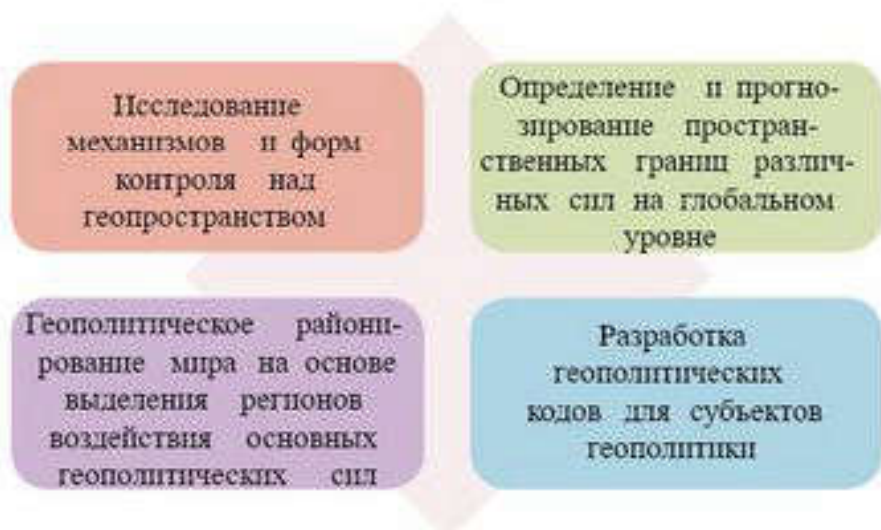 Исследование
механизмов и форм
контроля над
геопространством
Определение и прогно-
зирование простран-
ственных границ различ-
ных сил на глобальном
уровне
Геополитическое райони-
рование мира на основе
выделения регионов
воздействия основных
геополитических сил
Разработка
геополитических
кодов для субъектов
геополитики